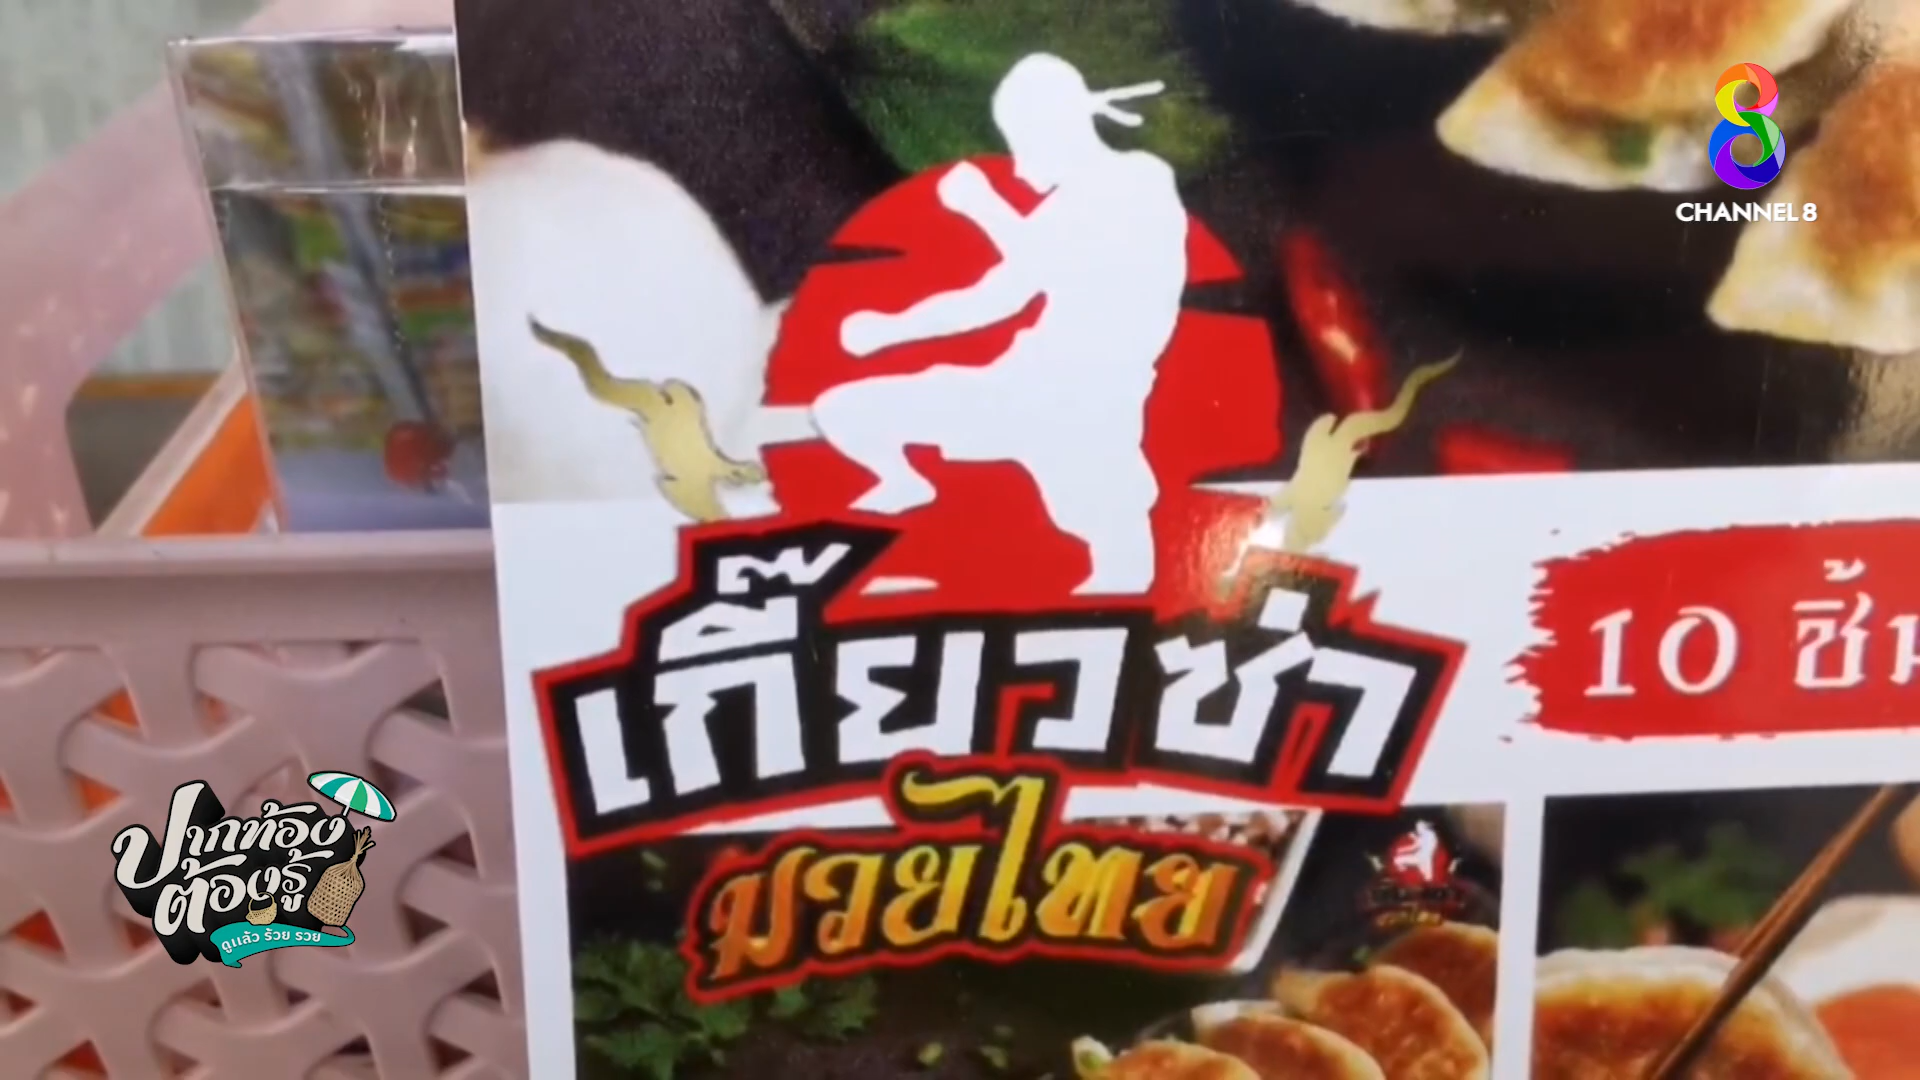 CHANNEL 8
เกี๊ยวซ่า
มวยไทย
10 ชิ้น
ปากท้อง
ต้องรู้
ดูแล้ว ร้วย รวย